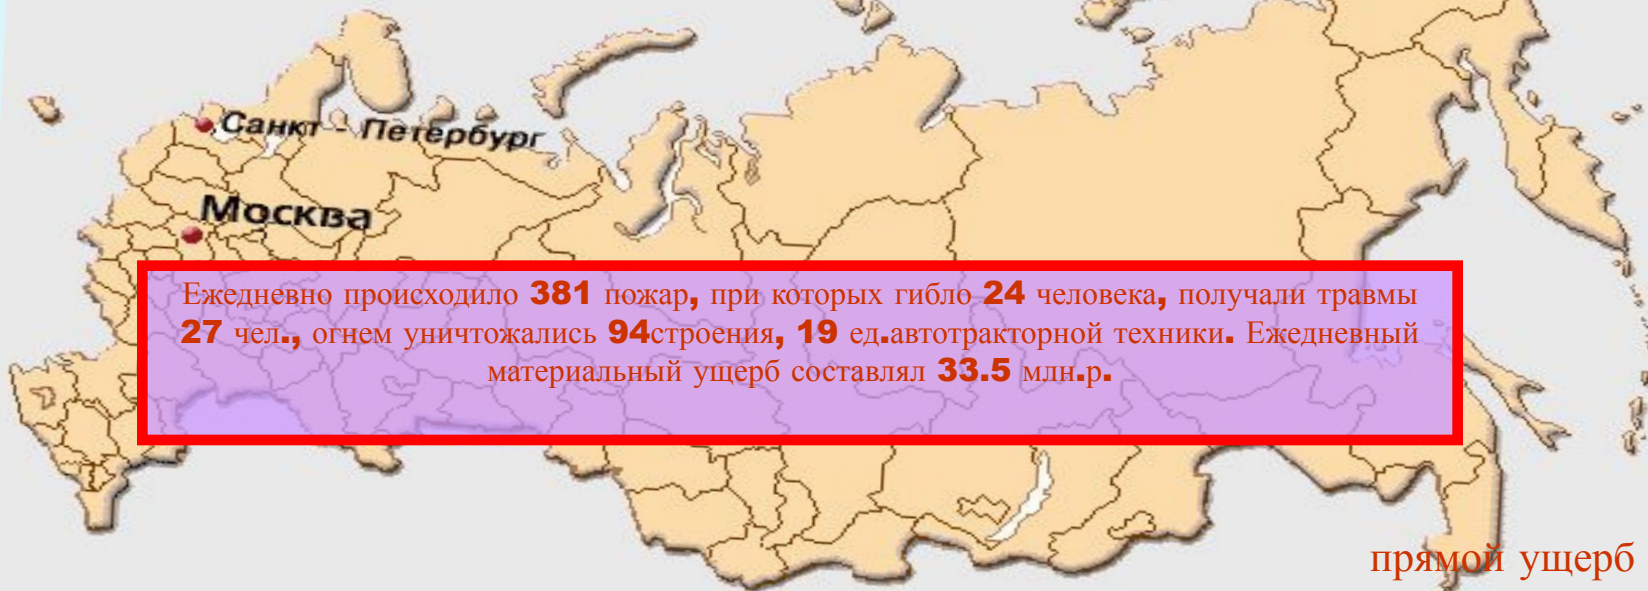 Санкт - Петербург
Москва
Ежедневно происходило 381 пожар, при которых гибло 24 человека, получали травмы
27 чел., огнем уничтожались 94строения, 19 ед.автотракторной техники. Ежедневный
материальный ущерб составлял 33.5 млн.р.
прямой ущерб